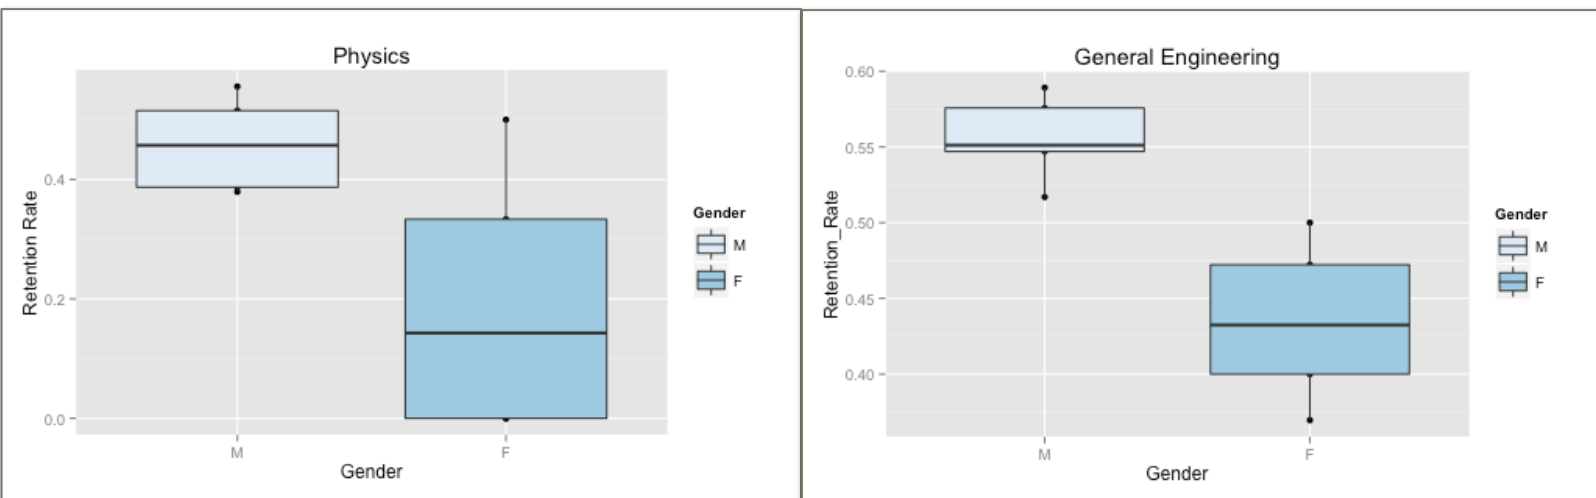 Physics
Retention Rate
0.4
0.2
0.0
M
F
Gender
Gender
M
F
General Engineering
Retention_Rate
0.60
0.55
0.50
0.45
0.40
M
F
Gender
Gender
M
F